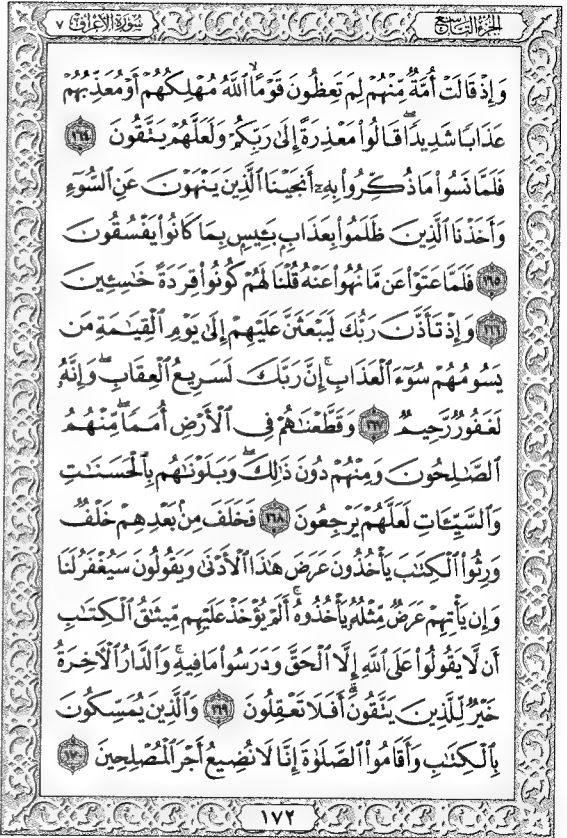 الجزء التاسع
سورة الأعراف ٧
وَإِذْ قَالَتْ أُمَّةٌ مِّنْهُمْ لِمَ تَعِظُونَ قَوْمًا ۙ ٱللَّهُ مُهْلِكُهُمْ أَوْ مُعَذِّبُهُمْ
عَذَابًا شَدِيدًا ۖ قَالُوا۟ مَعْذِرَةً إِلَىٰ رَبِّكُمْ وَلَعَلَّهُمْ يَتَّقُونَ ١٦٤
فَلَمَّا نَسُوا۟ مَا ذُكِّرُوا۟ بِهِۦٓ أَنجَيْنَا ٱلَّذِينَ يَنْهَوْنَ عَنِ ٱلسُّوٓءِ
وَأَخَذْنَا ٱلَّذِينَ ظَلَمُوا۟ بِعَذَابٍۭ بَـِٔيسٍۭ بِمَا كَانُوا۟ يَفْسُقُونَ
١٦٥ فَلَمَّا عَتَوْا۟ عَن مَّا نُهُوا۟ عَنْهُ قُلْنَا لَهُمْ كُونُوا۟ قِرَدَةً خَٰسِـِٔينَ
١٦٦ وَإِذْ تَأَذَّنَ رَبُّكَ لَيَبْعَثَنَّ عَلَيْهِمْ إِلَىٰ يَوْمِ ٱلْقِيَٰمَةِ مَن
يَسُومُهُمْ سُوٓءَ ٱلْعَذَابِ ۗ إِنَّ رَبَّكَ لَسَرِيعُ ٱلْعِقَابِ ۖ وَإِنَّهُۥ
لَغَفُورٌ رَّحِيمٌ ١٦٧ وَقَطَّعْنَٰهُمْ فِى ٱلْأَرْضِ أُمَمًا ۖ مِّنْهُمُ
ٱلصَّٰلِحُونَ وَمِنْهُمْ دُونَ ذَٰلِكَ ۖ وَبَلَوْنَٰهُم بِٱلْحَسَنَٰتِ
وَٱلسَّيِّـَٔاتِ لَعَلَّهُمْ يَرْجِعُونَ ١٦٨ فَخَلَفَ مِنۢ بَعْدِهِمْ خَلْفٌ
وَرِثُوا۟ ٱلْكِتَٰبَ يَأْخُذُونَ عَرَضَ هَٰذَا ٱلْأَدْنَىٰ وَيَقُولُونَ سَيُغْفَرُ لَنَا
وَإِن يَأْتِهِمْ عَرَضٌ مِّثْلُهُۥ يَأْخُذُوهُ ۚ أَلَمْ يُؤْخَذْ عَلَيْهِم مِّيثَٰقُ ٱلْكِتَٰبِ
أَن لَّا يَقُولُوا۟ عَلَى ٱللَّهِ إِلَّا ٱلْحَقَّ وَدَرَسُوا۟ مَا فِيهِ ۗ وَٱلدَّارُ ٱلْـَٔاخِرَةُ
خَيْرٌ لِّلَّذِينَ يَتَّقُونَ ۗ أَفَلَا تَعْقِلُونَ ١٦٩ وَٱلَّذِينَ يُمَسِّكُونَ
بِٱلْكِتَٰبِ وَأَقَامُوا۟ ٱلصَّلَوٰةَ إِنَّا لَا نُضِيعُ أَجْرَ ٱلْمُصْلِحِينَ ١٧٠
١٧٢